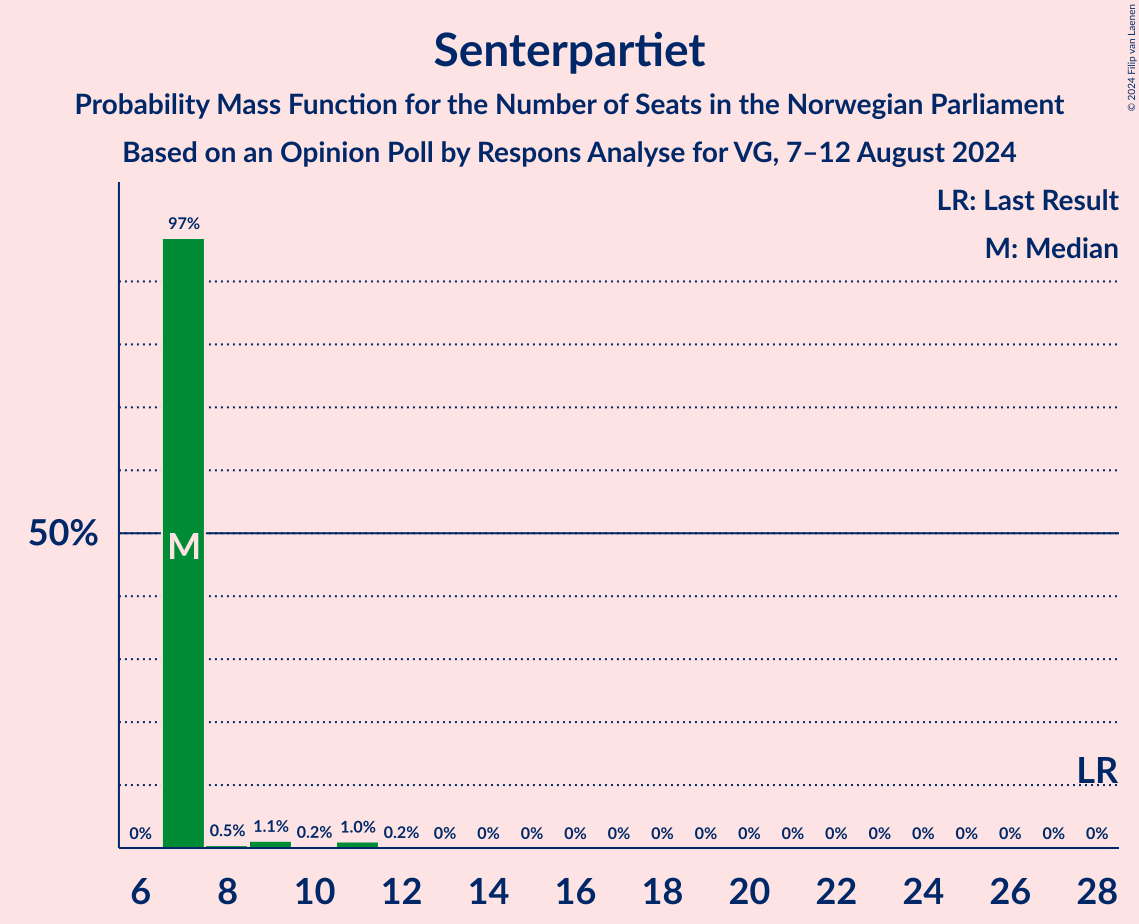 Senterpartiet
Probability Mass Function for the Number of Seats in the Norwegian Parliament
Based on an Opinion Poll by Respons Analyse for VG, 7–12 August 2024
© 2024 Filip van Laenen
LR: Last Result
M: Median
97%
50%
M
LR
0% 0.5% 1.1% 0.2% 1.0% 0.2% 0% 0% 0% 0% 0% 0% 0% 0% 0% 0% 0% 0% 0% 0% 0% 0%
6 8 10 12 14 16 18 20 22 24 26 28